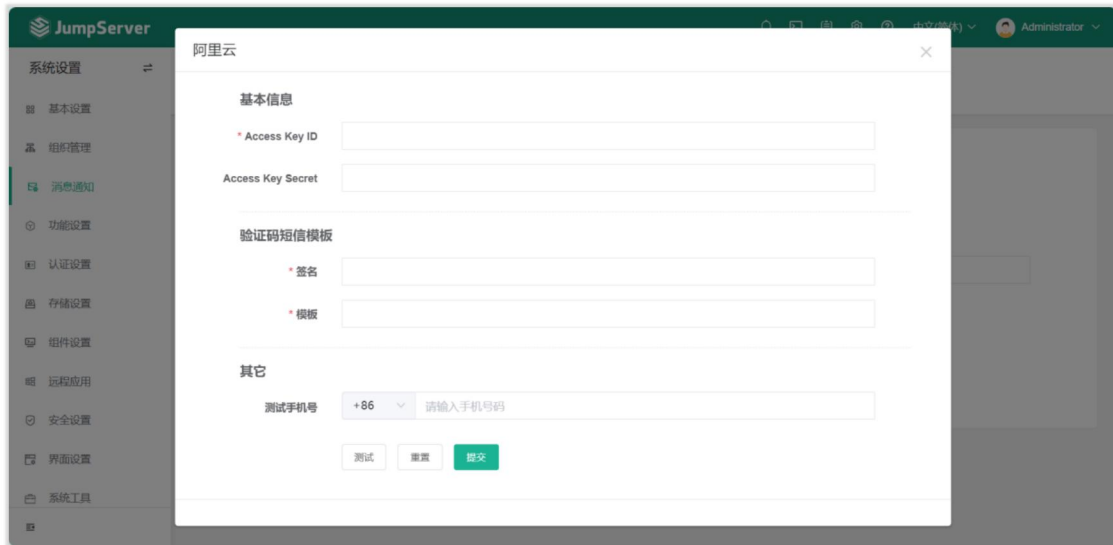 JumpServer
中文(简体)
Administrator
系统设置
基本设置
组织管理
消息通知
功能设置
认证设置
存储设置
组件设置
远程应用
安全设置
界面设置
系统工具
阿里云
基本信息
* Access Key ID
Access Key Secret
验证码短信模板
* 签名
* 模板
其它
测试手机号
+86
请输入手机号码
测试
重置
提交